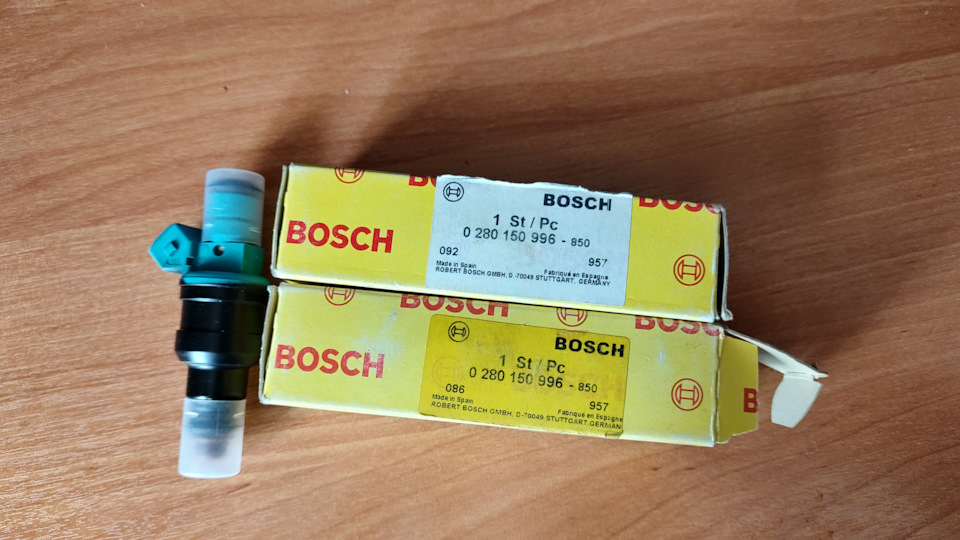 BOSCH
BOSCH
1 St / Pc
0 280 150 996 - 850
092
957
Made in Spain
Fabriqué en Espagne
ROBERT BOSCH GMBH, D -70049 STUTTGART, GERMANY
BOSCH
BOSCH
BOSCH
BOSCH
1 St / Pc
0 280 150 996 - 850
086
957
Made in Spain
Fabriqué en Espagne
ROBERT BOSCH GMBH, D-70049 STUTTGART, GERMAN